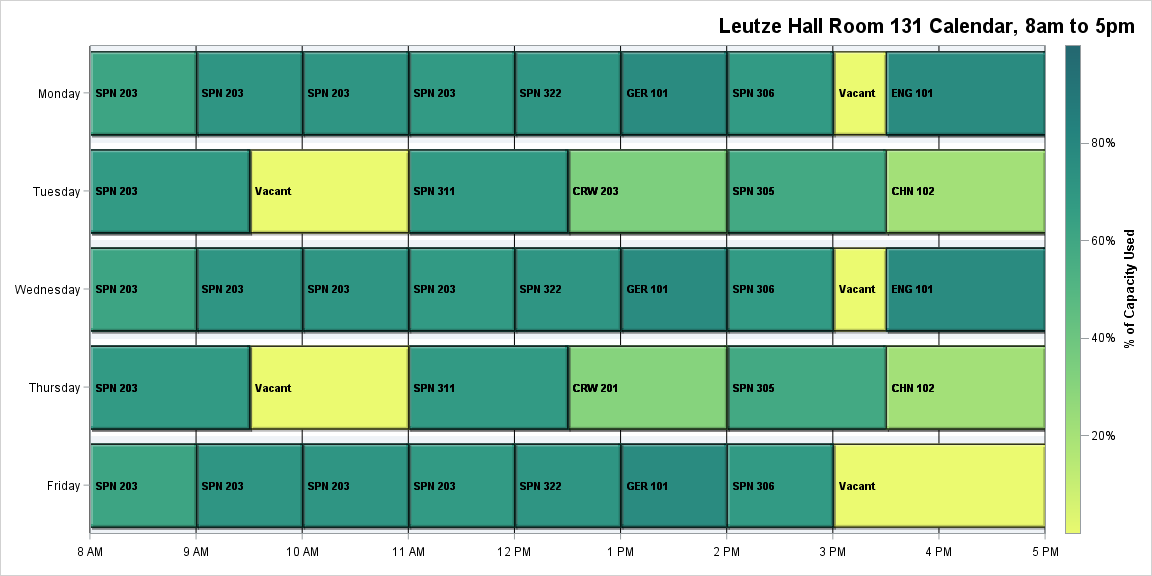 Leutze Hall Room 131 Calendar, 8am to 5pm
Monday SPN 203 SPN 203 SPN 203 SPN 203 SPN 322 GER 101 SPN 306 Vacant ENG 101
Tuesday SPN 203 Vacant SPN 311 CRW 203 SPN 305 CHN 102
Wednesday SPN 203 SPN 203 SPN 203 SPN 203 SPN 322 GER 101 SPN 306 Vacant ENG 101
Thursday SPN 203 Vacant SPN 311 CRW 201 SPN 305 CHN 102
Friday SPN 203 SPN 203 SPN 203 SPN 203 SPN 322 GER 101 SPN 306 Vacant
8 AM 9 AM 10 AM 11 AM 12 PM 1 PM 2 PM 3 PM 4 PM 5 PM
80%
60%
40%
20%
% of Capacity Used